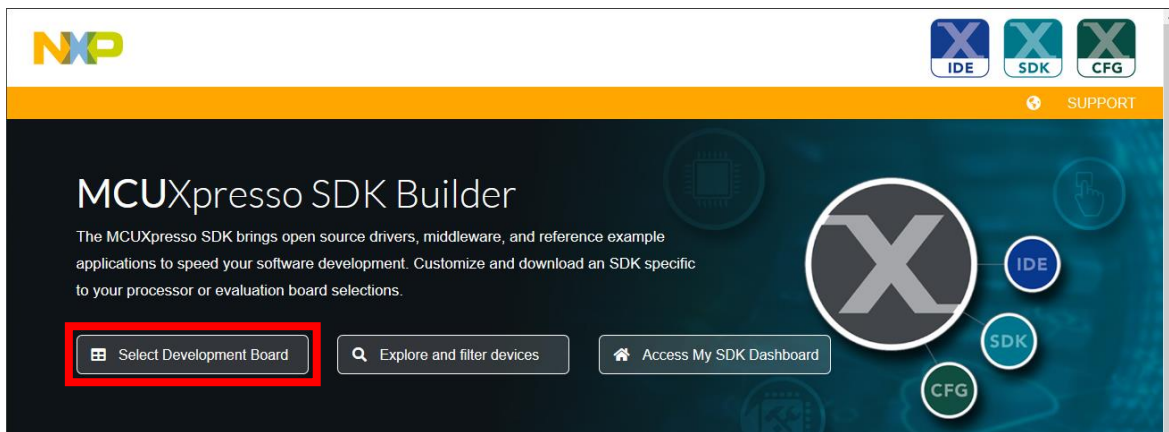 NXP
IDE
SDK
CFG
SUPPORT
MCUXpresso SDK Builder
The MCUXpresso SDK brings open source drivers, middleware, and reference example
applications to speed your software development. Customize and download an SDK specific
to your processor or evaluation board selections.
Select Development Board
Explore and filter devices
Access My SDK Dashboard
X
IDE
SDK
CFG